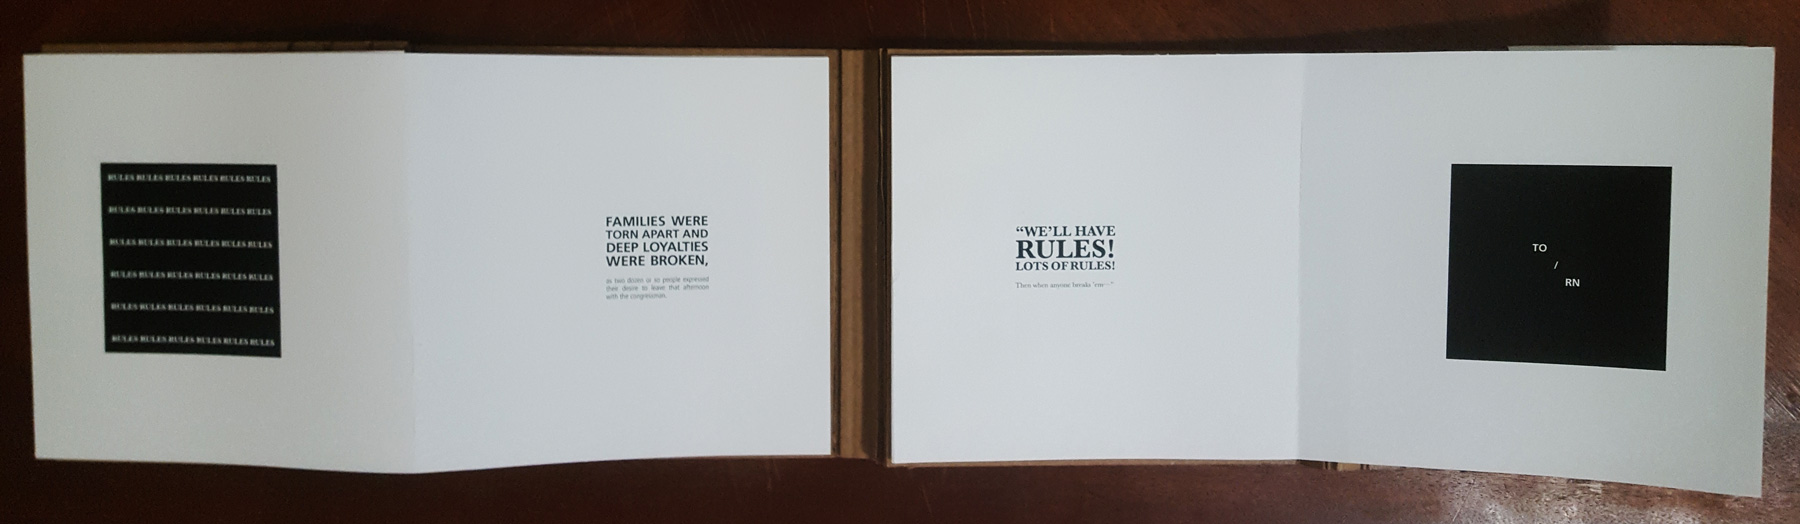 RULES RULES RULES RULES RULES RULES
RULES RULES RULES RULES RULES RULES
RULES RULES RULES RULES RULES RULES
RULES RULES RULES RULES RULES RULES
RULES RULES RULES RULES RULES RULES
RULES RULES RULES RULES RULES RULES
FAMILIES WERE
TORN APART AND
DEEP LOYALTIES
WERE BROKEN,
as two dozen or so people expressed
their desire to leave that afternoon
with the congressman.
“WE’LL HAVE
RULES!
LOTS OF RULES!
Then when anyone breaks ’em—”
TO
/
RN